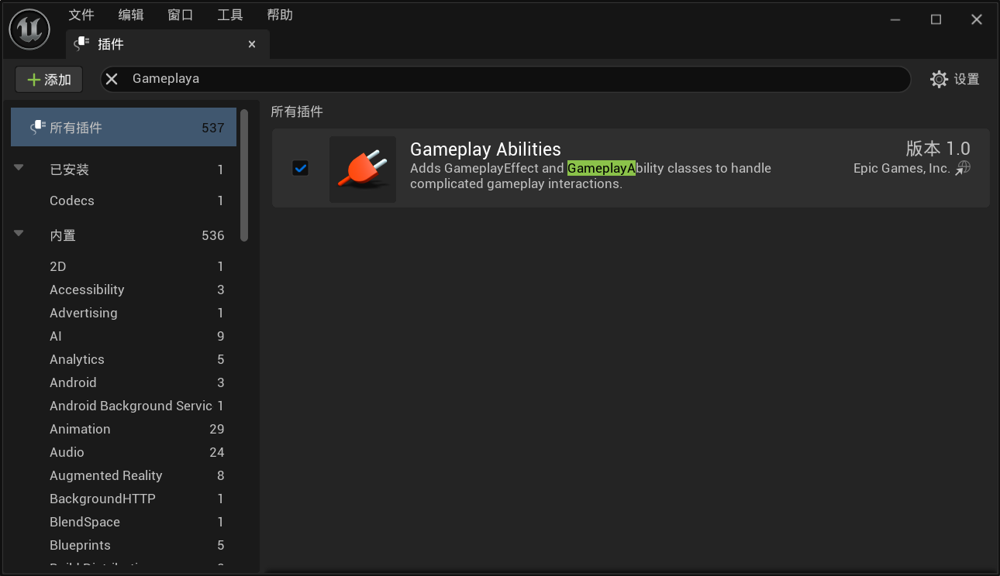 文件 编辑 窗口 工具 帮助
插件
添加 Gameplaya 设置
所有插件 537
已安装 1
Codecs 1
内置 536
2D 1
Accessibility 3
Advertising 1
AI 9
Analytics 5
Android 3
Android Background Servic 1
Animation 29
Audio 24
Augmented Reality 8
BackgroundHTTP 1
BlendSpace 1
Blueprints 5
所有插件
Gameplay Abilities 版本 1.0
Adds GameplayEffect and GameplayAbility classes to handle Epic Games, Inc.
complicated gameplay interactions.